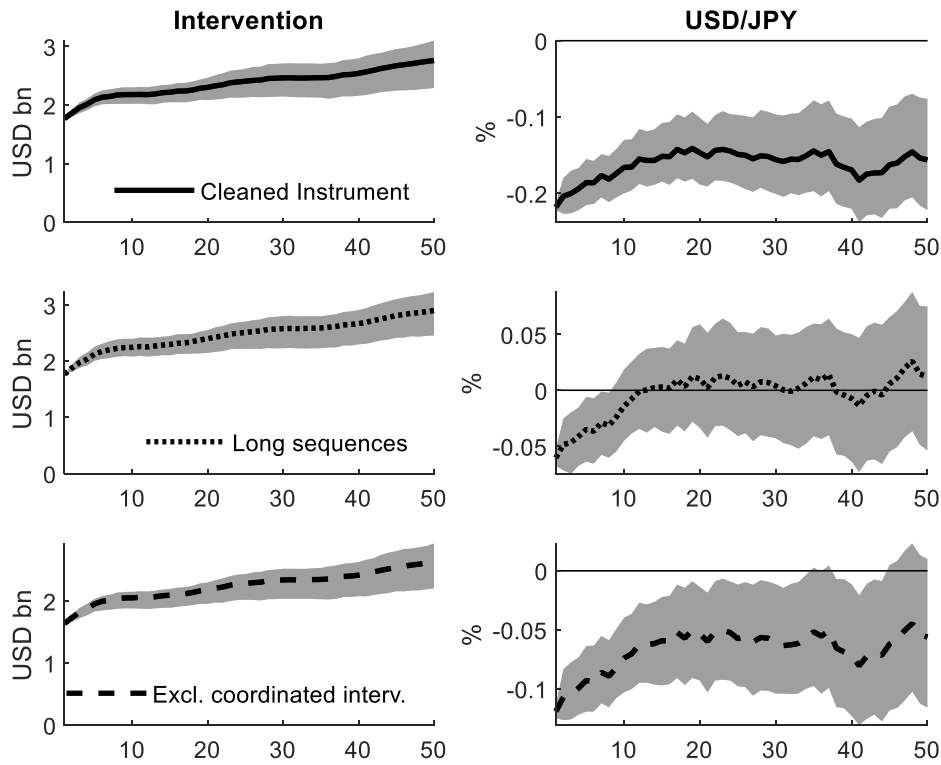 Intervention
USD/JPY
3
2
1
0
USD bn
Cleaned Instrument
10 20 30 40 50
0
-0.1
-0.2
%
10 20 30 40 50
3
2
1
0
USD bn
Long sequences
10 20 30 40 50
0.05
0
-0.05
%
10 20 30 40 50
2
1
0
USD bn
Excl. coordinated interv.
10 20 30 40 50
0
-0.05
-0.1
%
10 20 30 40 50